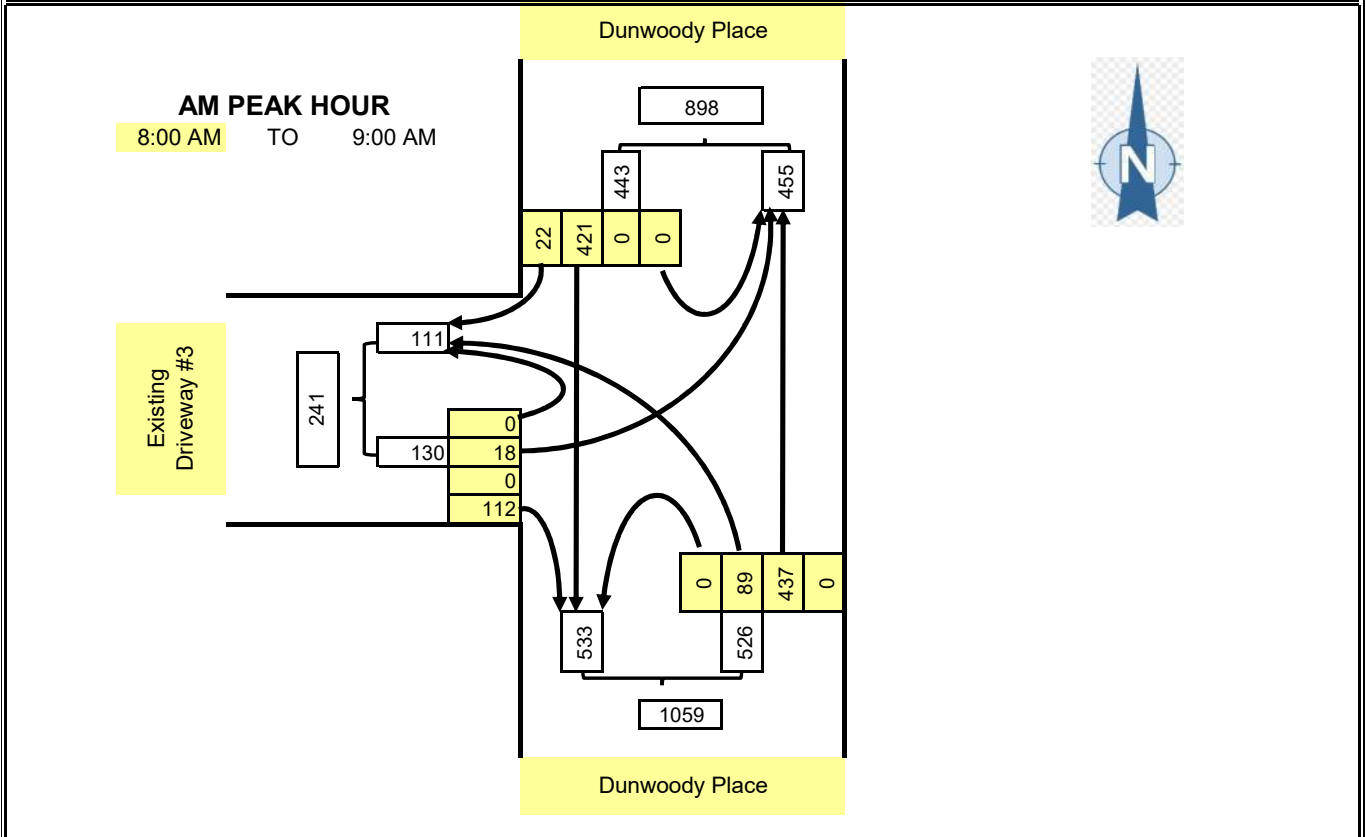 Dunwoody Place
AM PEAK HOUR
8:00 AM TO 9:00 AM
898
443
455
22 421 0 0
N
Existing
Driveway #3
241
111
0
130 18
0
112
0 89 437 0
533
526
1059
Dunwoody Place